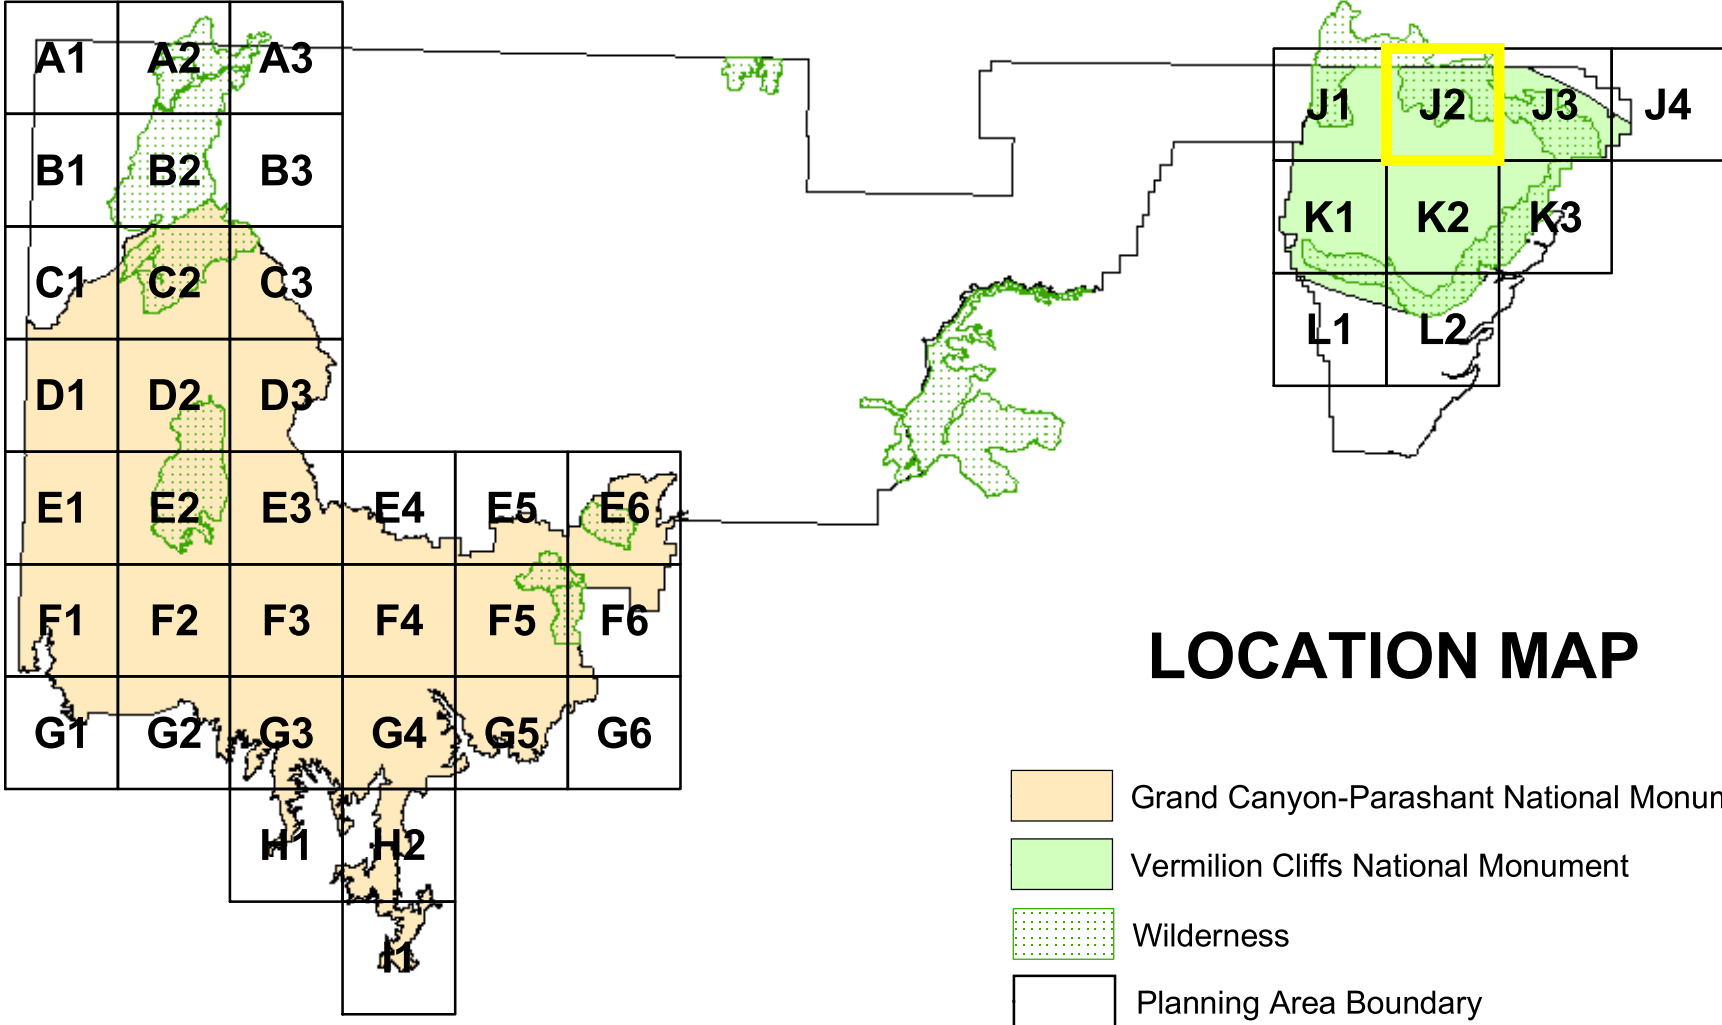 A1 A2 A3 J1 J2 J3 J4
B1 B2 B3 K1 K2 K3
C1 C2 C3 L1 L2
D1 D2 D3
E1 E2 E3 E4 E5 E6
F1 F2 F3 F4 F5 F6
G1 G2 G3 G4 G5 G6
H1 H2
I1
LOCATION MAP
Grand Canyon-Parashant National Monum
Vermilion Cliffs National Monument
Wilderness
Planning Area Boundary